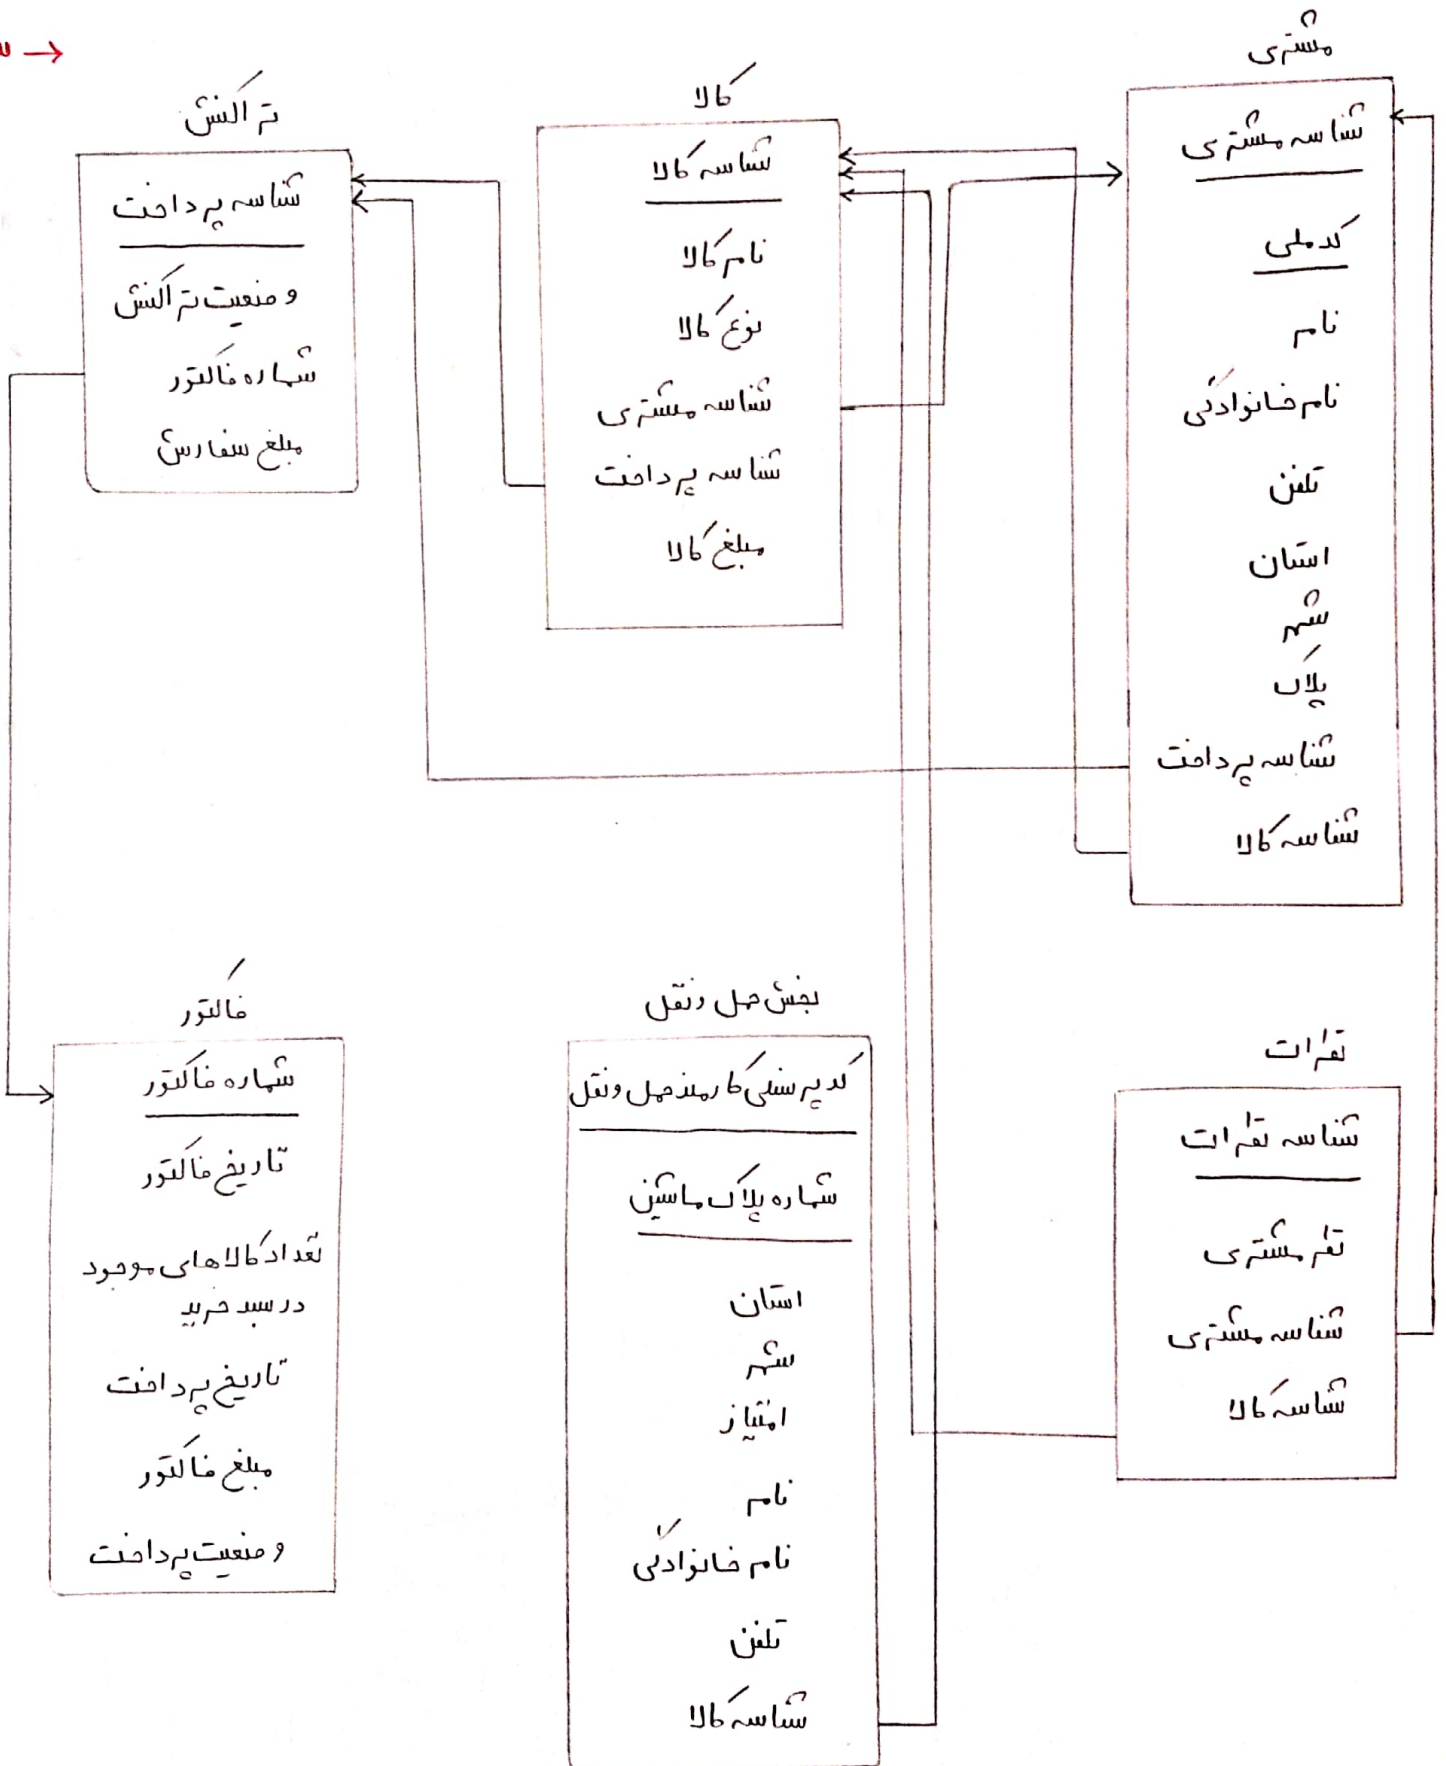 مشتری
شناسه مشتری
کد ملی
نام
نام خانوادگی
تلفن
استان
شهر
پلاک
شناسه پرداخت
شناسه کالا
کالا
شناسه کالا
نام کالا
نوع کالا
شناسه مشتری
شناسه پرداخت
مبلغ کالا
تراکنش
شناسه پرداخت
وضعیت تراکنش
شماره فاکتور
مبلغ سفارش
نظرات
شناسه نظرات
نظر مشتری
شناسه مشتری
شناسه کالا
بخش حمل و نقل
کد پرسنلی کارمند حمل و نقل
شماره پلاک ماشین
استان
شهر
امتیاز
نام
نام خانوادگی
تلفن
شناسه کالا
فاکتور
شماره فاکتور
تاریخ فاکتور
تعداد کالاهای موجود
در سبد خرید
تاریخ پرداخت
مبلغ فاکتور
وضعیت پرداخت